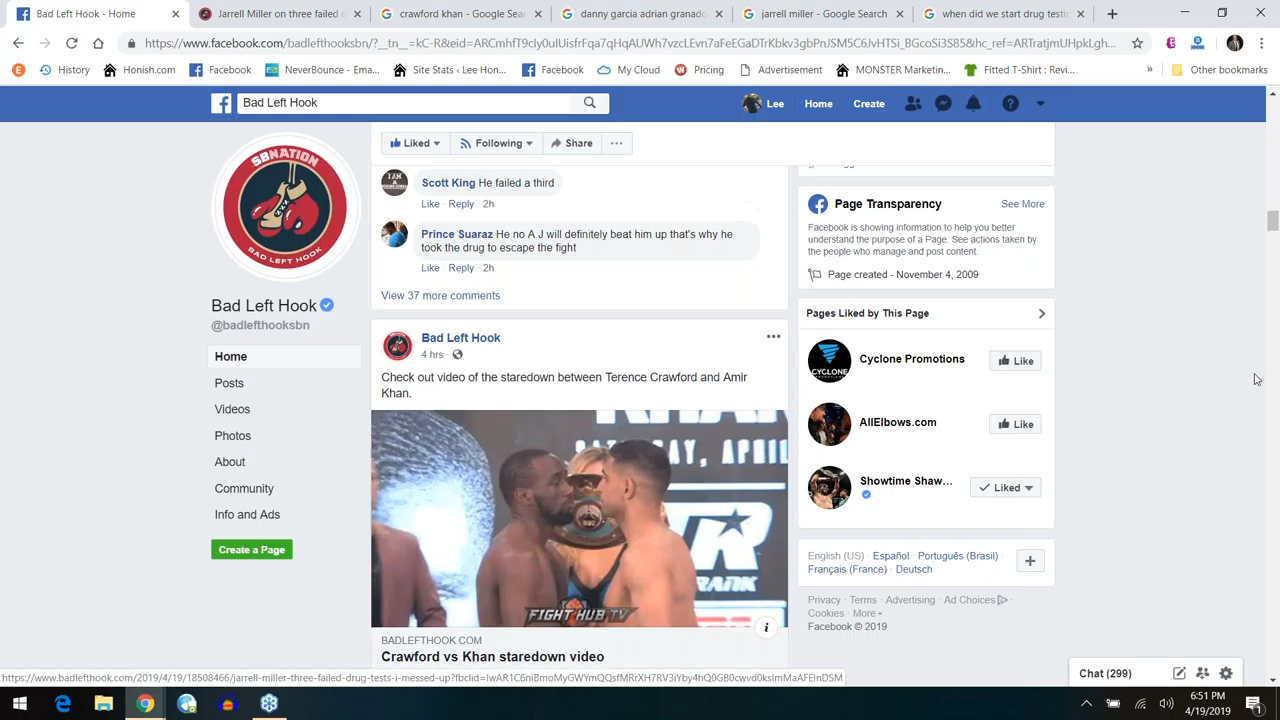 Bad Left Hook - Home
Jarrell Miller on three failed d
crawford khan - Google Sea
danny garcia adrian granado
jarrell miller - Google Search
when did we start drug testi
Honish.com
History
Facebook
NeverBounce - Ema...
Site Stats ‹ Lee Hon...
Facebook
My Cloud
Pricing
Advertisement
MONSTER Marketin...
Fitted T-Shirt : Revi...
»
Other bookmarks
Bad Left Hook
Lee
Home
Create
SBNATION
BAD LEFT HOOK
Bad Left Hook
@badlefthooksbn
Home
Posts
Videos
Photos
About
Community
Info and Ads
Create a Page
Liked
Following
Share
Scott King He failed a third
Like · Reply · 2h
Prince Suaraz He no A.J will definitely beat him up that's why he
took the drug to escape the fight
Like · Reply · 2h
View 37 more comments
Bad Left Hook
4 hrs ·
Check out video of the staredown between Terence Crawford and Amir
Khan.
FIGHT HUB TV
BADLEFTHOOK.COM
Crawford vs Khan staredown video
Page Transparency
See More
Facebook is showing information to help you better
understand the purpose of a Page. See actions taken
by the people who manage and post content.
Page created - November 4, 2009
Pages Liked by This Page
CYCLONE
Cyclone Promotions
Like
AllElbows.com
Like
Showtime Shaw...
Liked
English (US) · Español · Português (Brasil) ·
Français (France) · Deutsch
Privacy · Terms · Advertising · Ad Choices ·
Cookies · More
Facebook © 2019
Chat (299)
6:51 PM
4/19/2019